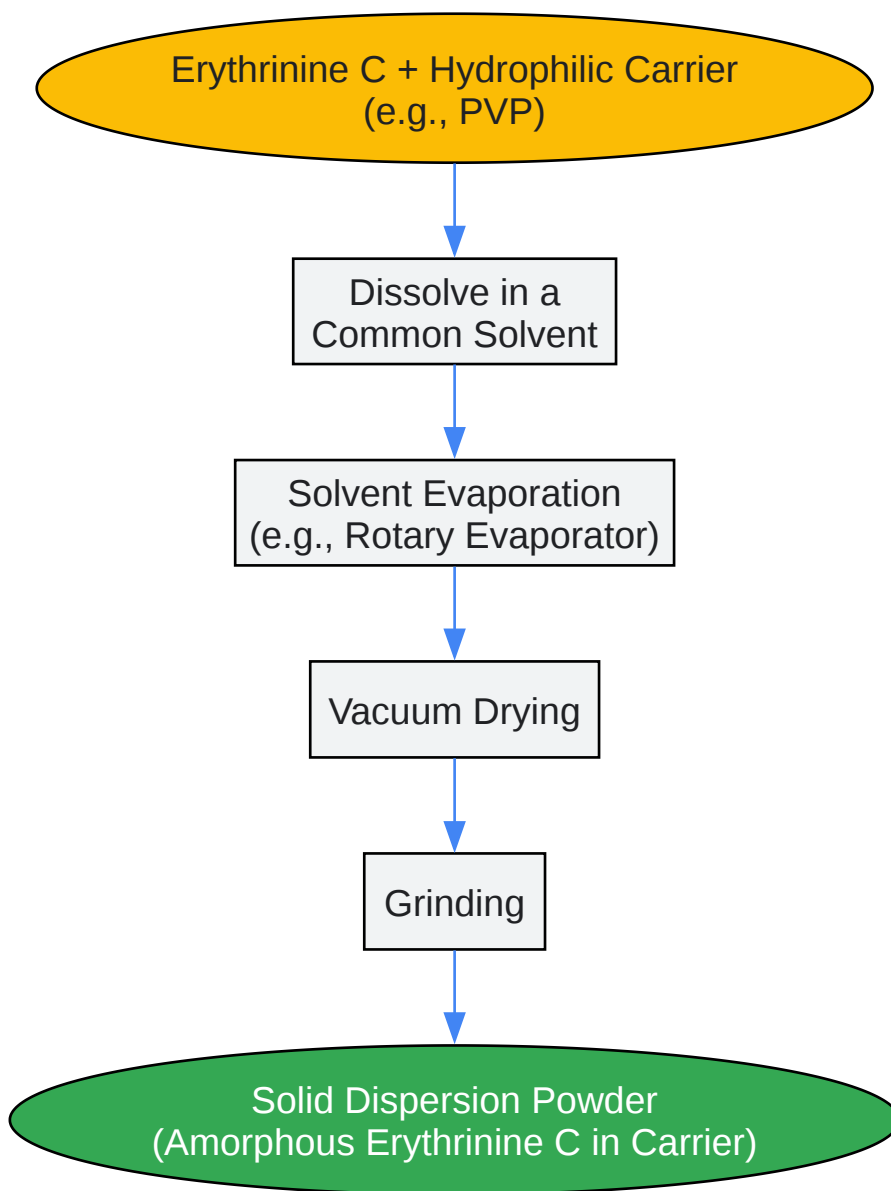 Erythrinine C + Hydrophilic Carrier
(e.g., PVP)
Dissolve in a
Common Solvent
Solvent Evaporation
(e.g., Rotary Evaporator)
Vacuum Drying
Grinding
Solid Dispersion Powder
(Amorphous Erythrinine C in Carrier)